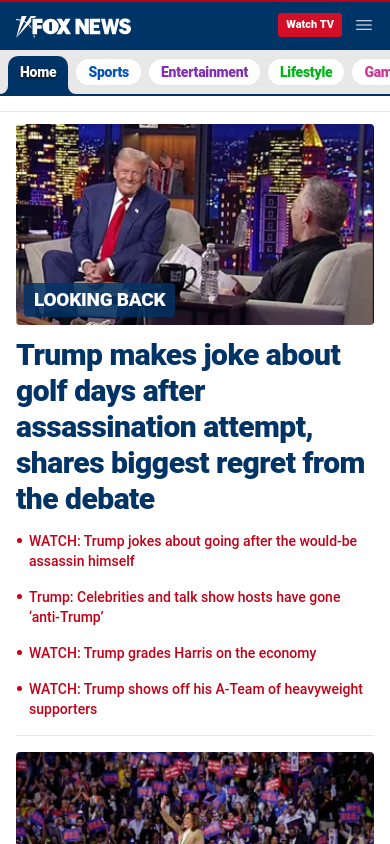 FOX NEWS
Watch TV
Home
Sports
Entertainment
Lifestyle
Gam
LOOKING BACK
Trump makes joke about
golf days after
assassination attempt,
shares biggest regret from
the debate
• WATCH: Trump jokes about going after the would-be
assassin himself
• Trump: Celebrities and talk show hosts have gone
‘anti-Trump’
• WATCH: Trump grades Harris on the economy
• WATCH: Trump shows off his A-Team of heavyweight
supporters